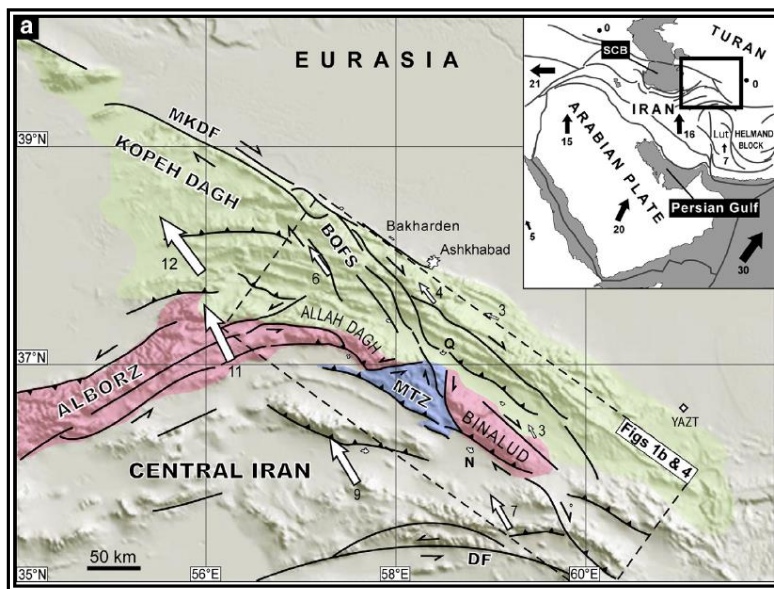 a
EURASIA
MKDF
KOPEH DAGH
BQFS
Bakharden
Ashkhabad
12
6
4
3
ALLAH DAGH
11
ALBORZ
Q
MTZ
BINALUD
3
N
CENTRAL IRAN
9
7
DF
YAZT
Figs 1b & 4
50 km
39°N
37°N
35°N
56°E
58°E
60°E
TURAN
0
SCB
0
21
IRAN
16
15
Lut
7
HELMAND
BLOCK
ARABIAN PLATE
Persian Gulf
20
5
30